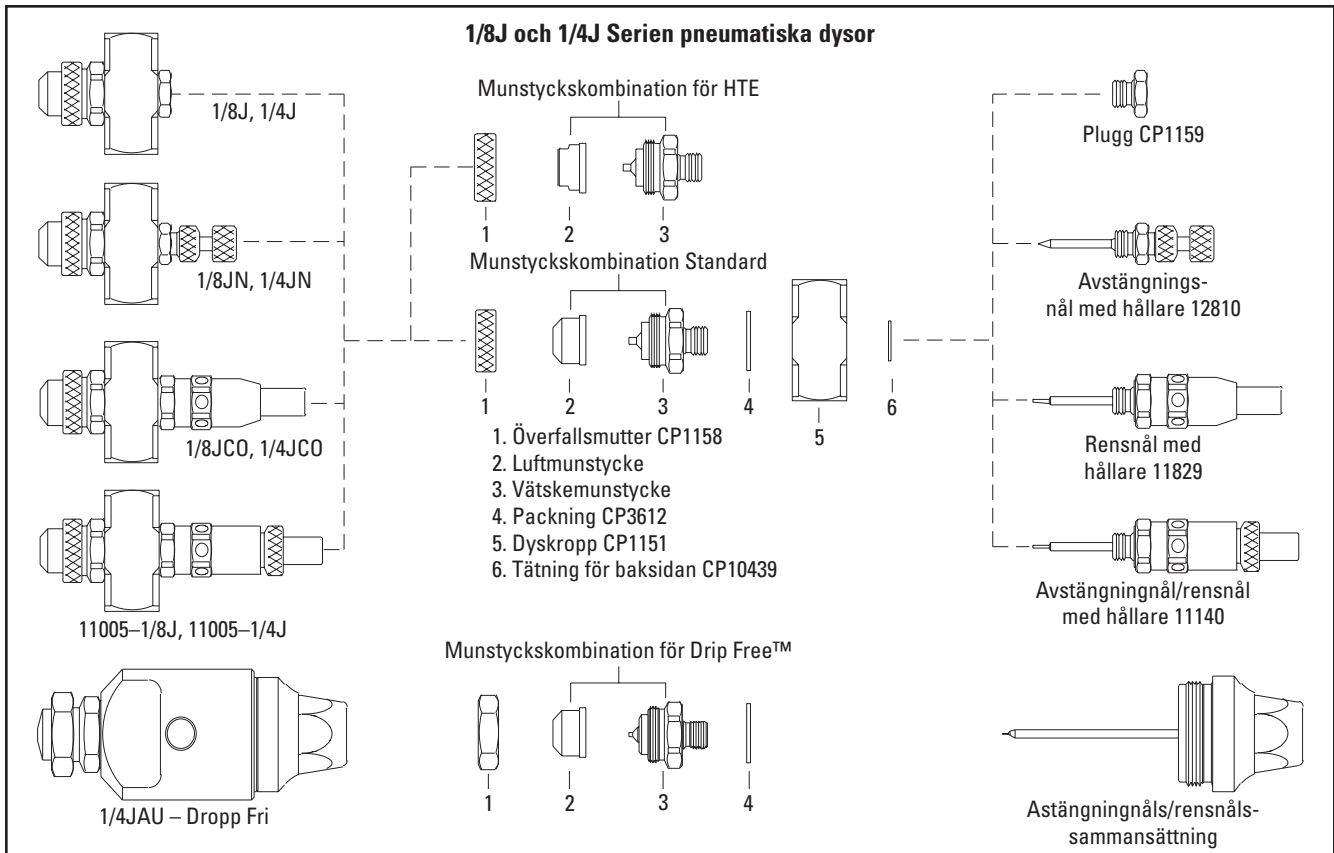 1/8J och 1/4J Serien pneumatiska dysor
1/8J, 1/4J
1/8JN, 1/4JN
1/8JCO, 1/4JCO
11005–1/8J, 11005–1/4J
1/4JAU – Dropp Fri
Munstyckskombination för HTE
1 2 3
Munstyckskombination Standard
1 2 3 4 5 6
1. Överfallsmutter CP1158
2. Luftmunstycke
3. Vätskemunstycke
4. Packning CP3612
5. Dyskropp CP1151
6. Tätning för baksidan CP10439
Munstyckskombination för Drip Free™
1 2 3 4
Plugg CP1159
Avstängnings-
nål med hållare 12810
Rensnål med
hållare 11829
Avstängningnål/rensnål
med hållare 11140
Astängningnåls/rensnåls-
sammansättning